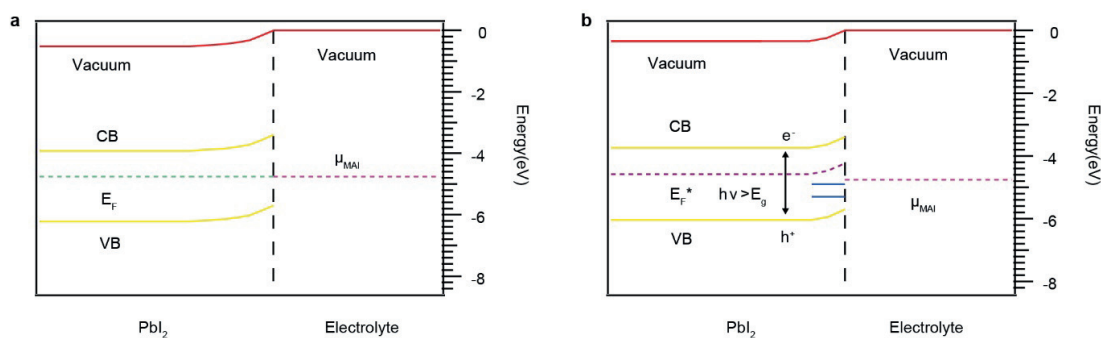 a
Vacuum
Vacuum
CB
μMAI
EF
VB
0
-2
-4
-6
-8
Energy(eV)
PbI2
Electrolyte
b
Vacuum
Vacuum
CB
e-
EF*
hν>Eg
μMAI
VB
h+
0
-2
-4
-6
-8
Energy(eV)
PbI2
Electrolyte